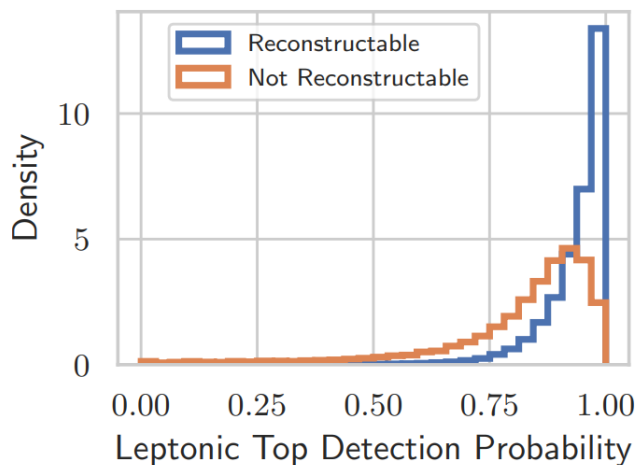 Reconstructable
Not Reconstructable
10
5
0
Density
0.00 0.25 0.50 0.75 1.00
Leptonic Top Detection Probability